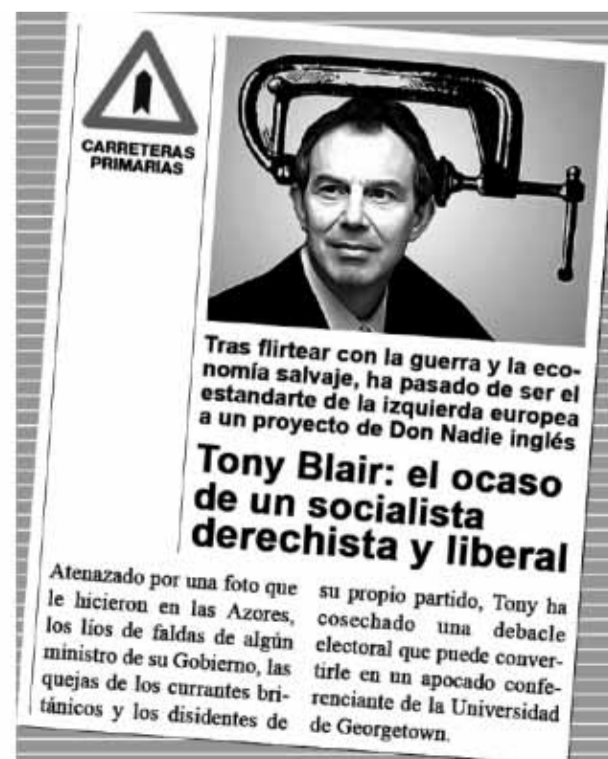 CARRETERAS
PRIMARIAS
Tras flirtear con la guerra y la eco-
nomía salvaje, ha pasado de ser el
estandarte de la izquierda europea
a un proyecto de Don Nadie inglés
Tony Blair: el ocaso
de un socialista
derechista y liberal
Atenazado por una foto que
le hicieron en las Azores,
los líos de faldas de algún
ministro de su Gobierno, las
quejas de los currantes bri-
tánicos y los disidentes de
su propio partido, Tony ha
cosechado una debacle
electoral que puede conver-
tirle en un apocado confe-
renciante de la Universidad
de Georgetown.